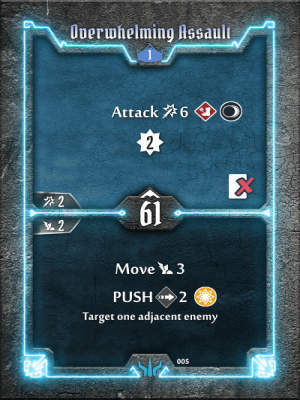 Overwhelming Assault
1
Attack 6
2
2
61
2
Move 3
PUSH 2
Target one adjacent enemy
005